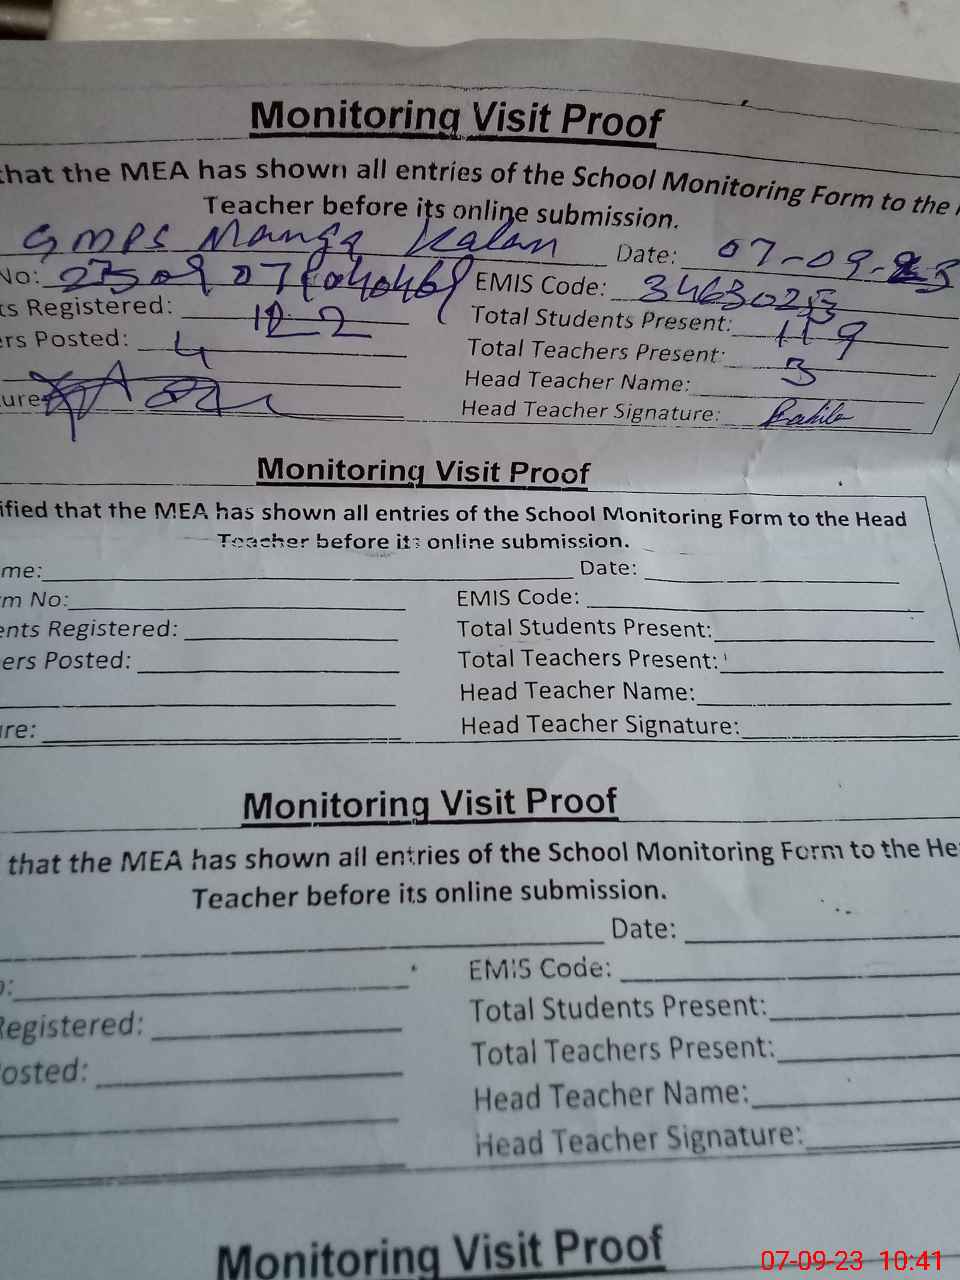 Monitoring Visit Proof
that the MEA has shown all entries of the School Monitoring Form to the
Teacher before its online submission.
GMPS Manga Kalan Date: 07-09-23
No: EMIS Code: 34630253
ts Registered: 122 Total Students Present: 119
ers Posted: 4 Total Teachers Present: 3
Head Teacher Name:
ure Head Teacher Signature:
Monitoring Visit Proof
ified that the MEA has shown all entries of the School Monitoring Form to the Head
Teacher before its online submission.
me: Date:
m No: EMIS Code:
ents Registered: Total Students Present:
ers Posted: Total Teachers Present:
Head Teacher Name:
ure: Head Teacher Signature:
Monitoring Visit Proof
that the MEA has shown all entries of the School Monitoring Form to the He
Teacher before its online submission.
Date:
o: EMIS Code:
Registered: Total Students Present:
osted: Total Teachers Present:
Head Teacher Name:
Head Teacher Signature:
Monitoring Visit Proof
07-09-23 10:41